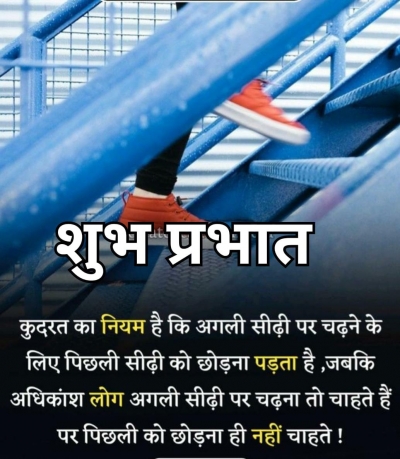 शुभ प्रभात
कुदरत का नियम है कि अगली सीढ़ी पर चढ़ने के
लिए पिछली सीढ़ी को छोड़ना पड़ता है ,जबकि
अधिकांश लोग अगली सीढ़ी पर चढ़ना तो चाहते हैं
पर पिछली को छोड़ना ही नहीं चाहते !